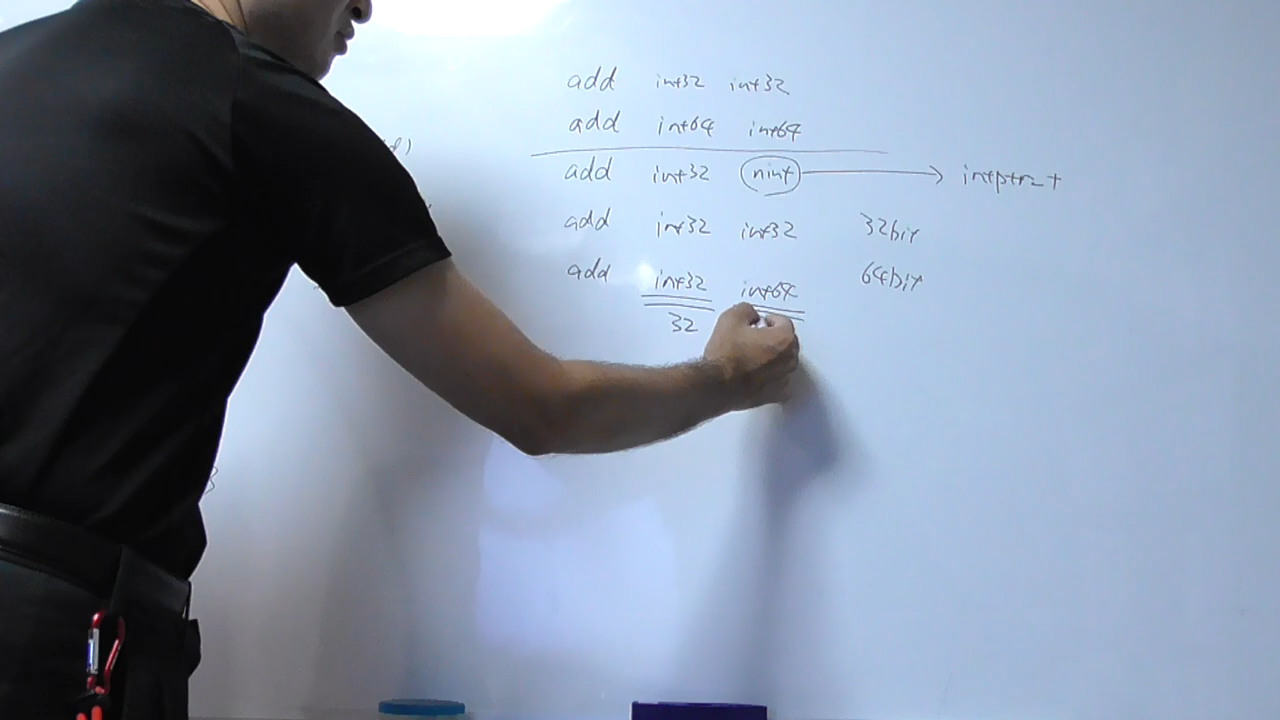 add int32 int32
add int64 int64
add int32 nint → intptr_t
add int32 int32 32bit
add int32 int64 64bit
32